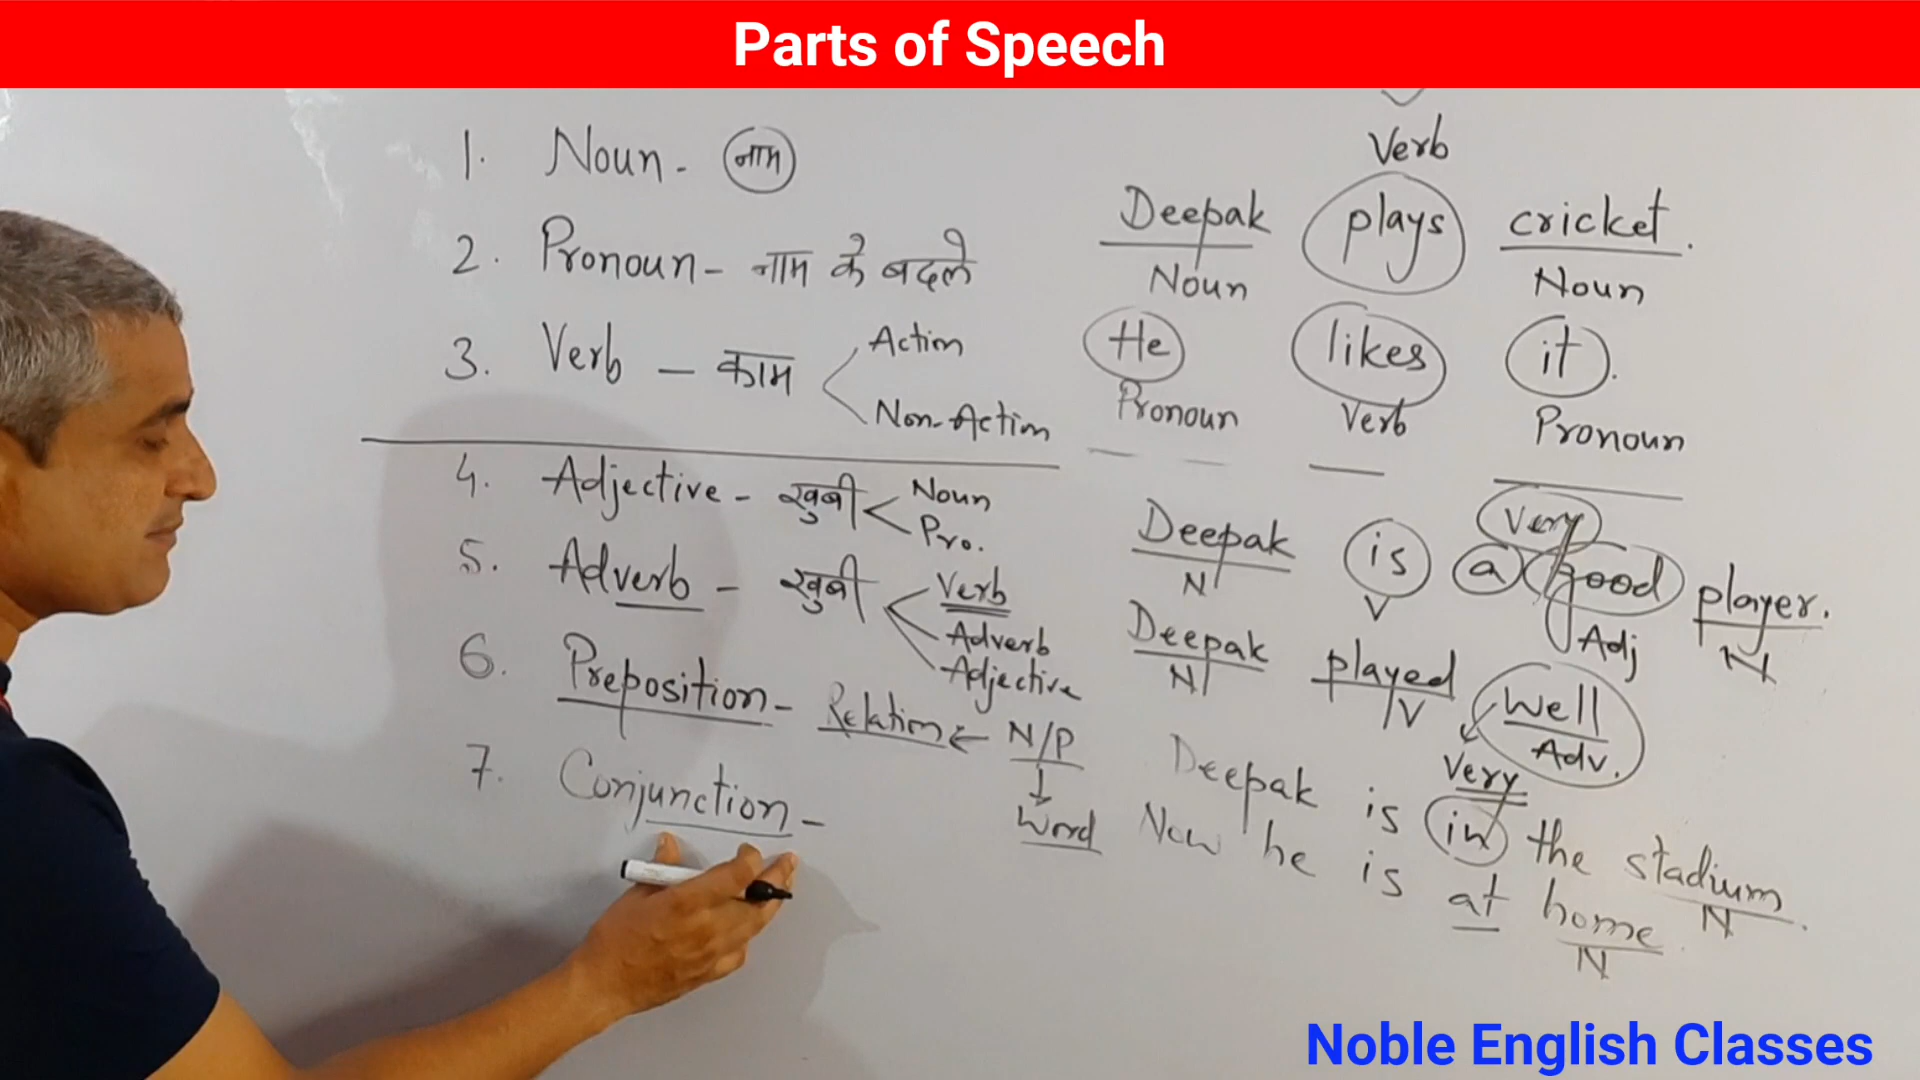 Parts of Speech
1. Noun - नाम
2. Pronoun - नाम के बदले
3. Verb - काम
Action
Non-Action
4. Adjective - खुबी
Noun
Pro.
5. Adverb - खुबी
Verb
Adverb
Adjective
6. Preposition - Relation ← N/P
↓
Word
7. Conjunction -
Verb
Deepak plays cricket.
Noun Noun
He likes it.
Pronoun Verb Pronoun
very
Deepak is a good player.
N V Adj N
Deepak played well
N V Adv.
very
Deepak is in the stadium.
N
Now he is at home.
N
Noble English Classes